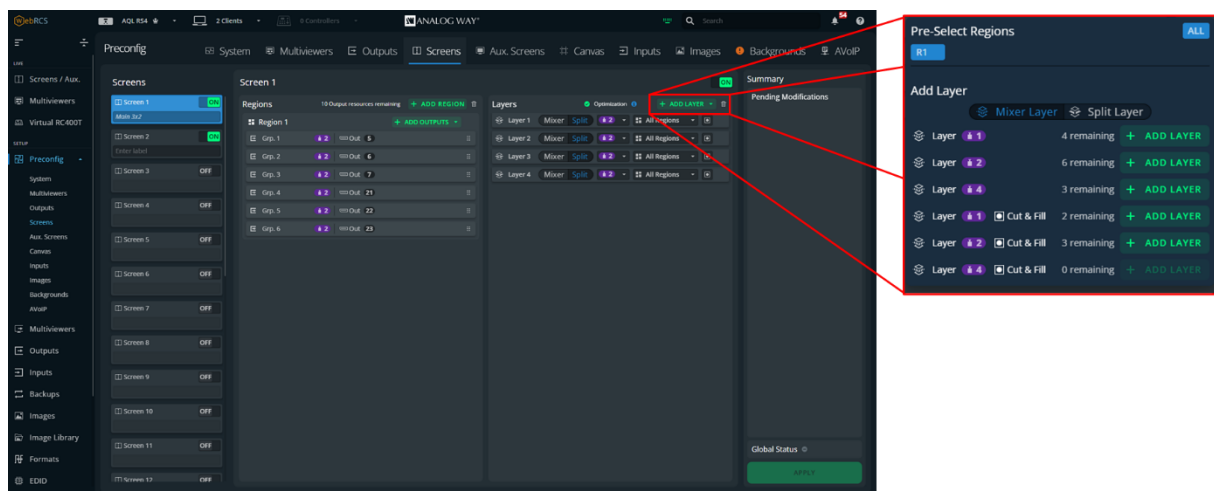 WebRCS
AQL RS4
2 Clients
0 Controllers
ANALOG WAY®
Search
54
Preconfig
System
Multiviewers
Outputs
Screens
Aux. Screens
Canvas
Inputs
Images
Backgrounds
AVoIP
LIVE
Screens / Aux.
Multiviewers
Virtual RC400T
SETUP
Preconfig
System
Multiviewers
Outputs
Screens
Aux. Screens
Canvas
Inputs
Images
Backgrounds
AVoIP
Multiviewers
Outputs
Inputs
Backups
Images
Image Library
Formats
EDID
Screens
Screen 1 ON
Main 3x2
Screen 2 ON
Enter label
Screen 3 OFF
Screen 4 OFF
Screen 5 OFF
Screen 6 OFF
Screen 7 OFF
Screen 8 OFF
Screen 9 OFF
Screen 10 OFF
Screen 11 OFF
Screen 12 OFF
Screen 1 ON
Regions 10 Output resources remaining + ADD REGION
Region 1 + ADD OUTPUTS
Grp. 1 2 Out 5
Grp. 2 2 Out 6
Grp. 3 2 Out 7
Grp. 4 2 Out 21
Grp. 5 2 Out 22
Grp. 6 2 Out 23
Layers Optimization + ADD LAYER
Layer 1 Mixer Split 2 All Regions
Layer 2 Mixer Split 2 All Regions
Layer 3 Mixer Split 2 All Regions
Layer 4 Mixer Split 2 All Regions
Summary
Pending Modifications
Global Status
APPLY
Pre-Select Regions ALL
R1
Add Layer
Mixer Layer Split Layer
Layer 1 4 remaining + ADD LAYER
Layer 2 6 remaining + ADD LAYER
Layer 4 3 remaining + ADD LAYER
Layer 1 Cut & Fill 2 remaining + ADD LAYER
Layer 2 Cut & Fill 3 remaining + ADD LAYER
Layer 4 Cut & Fill 0 remaining + ADD LAYER